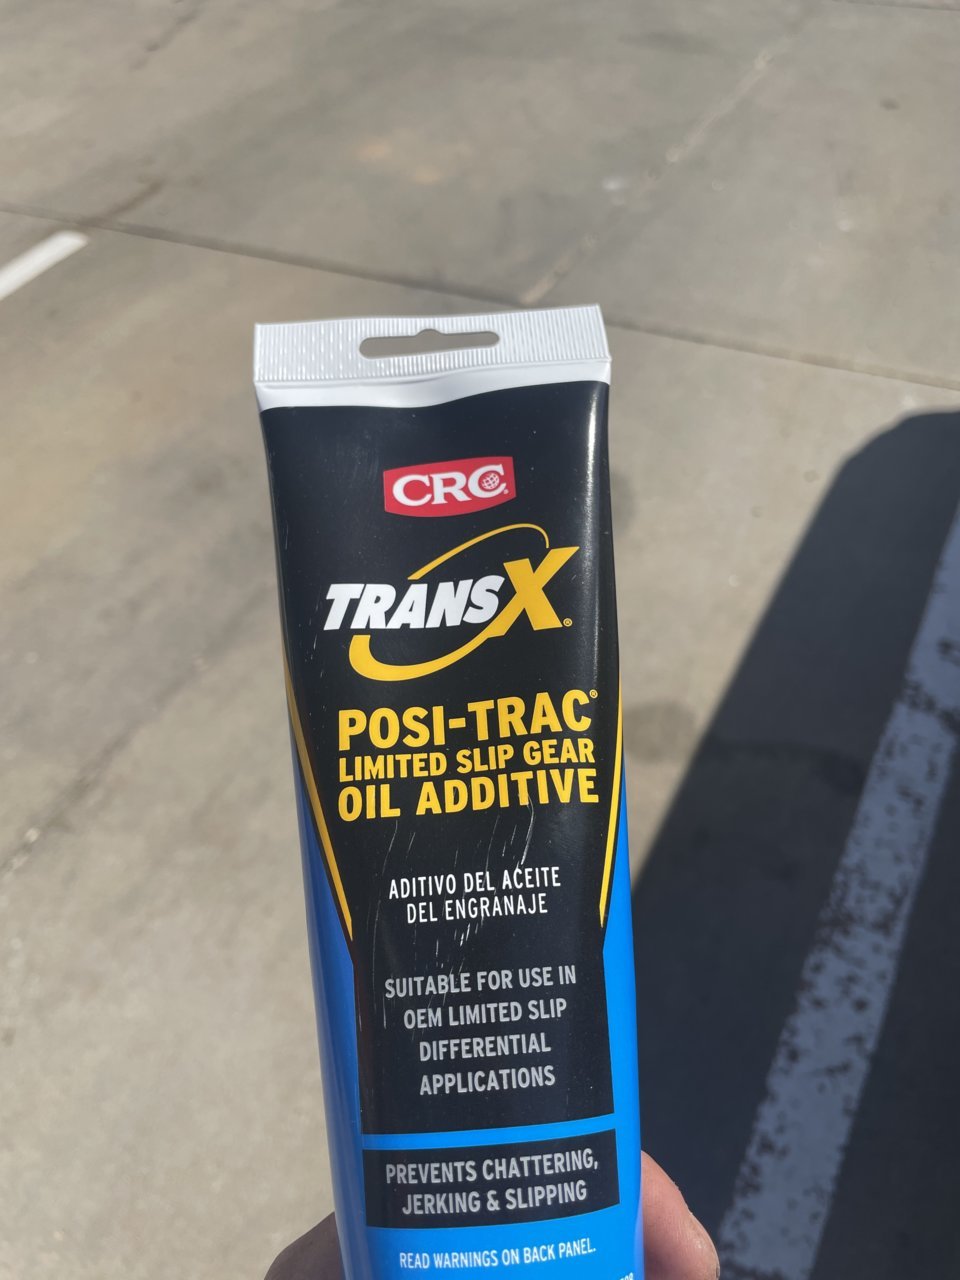 CRC®
TRANSX®
POSI-TRAC®
LIMITED SLIP GEAR
OIL ADDITIVE
ADITIVO DEL ACEITE
DEL ENGRANAJE
SUITABLE FOR USE IN
OEM LIMITED SLIP
DIFFERENTIAL
APPLICATIONS
PREVENTS CHATTERING,
JERKING & SLIPPING
READ WARNINGS ON BACK PANEL.